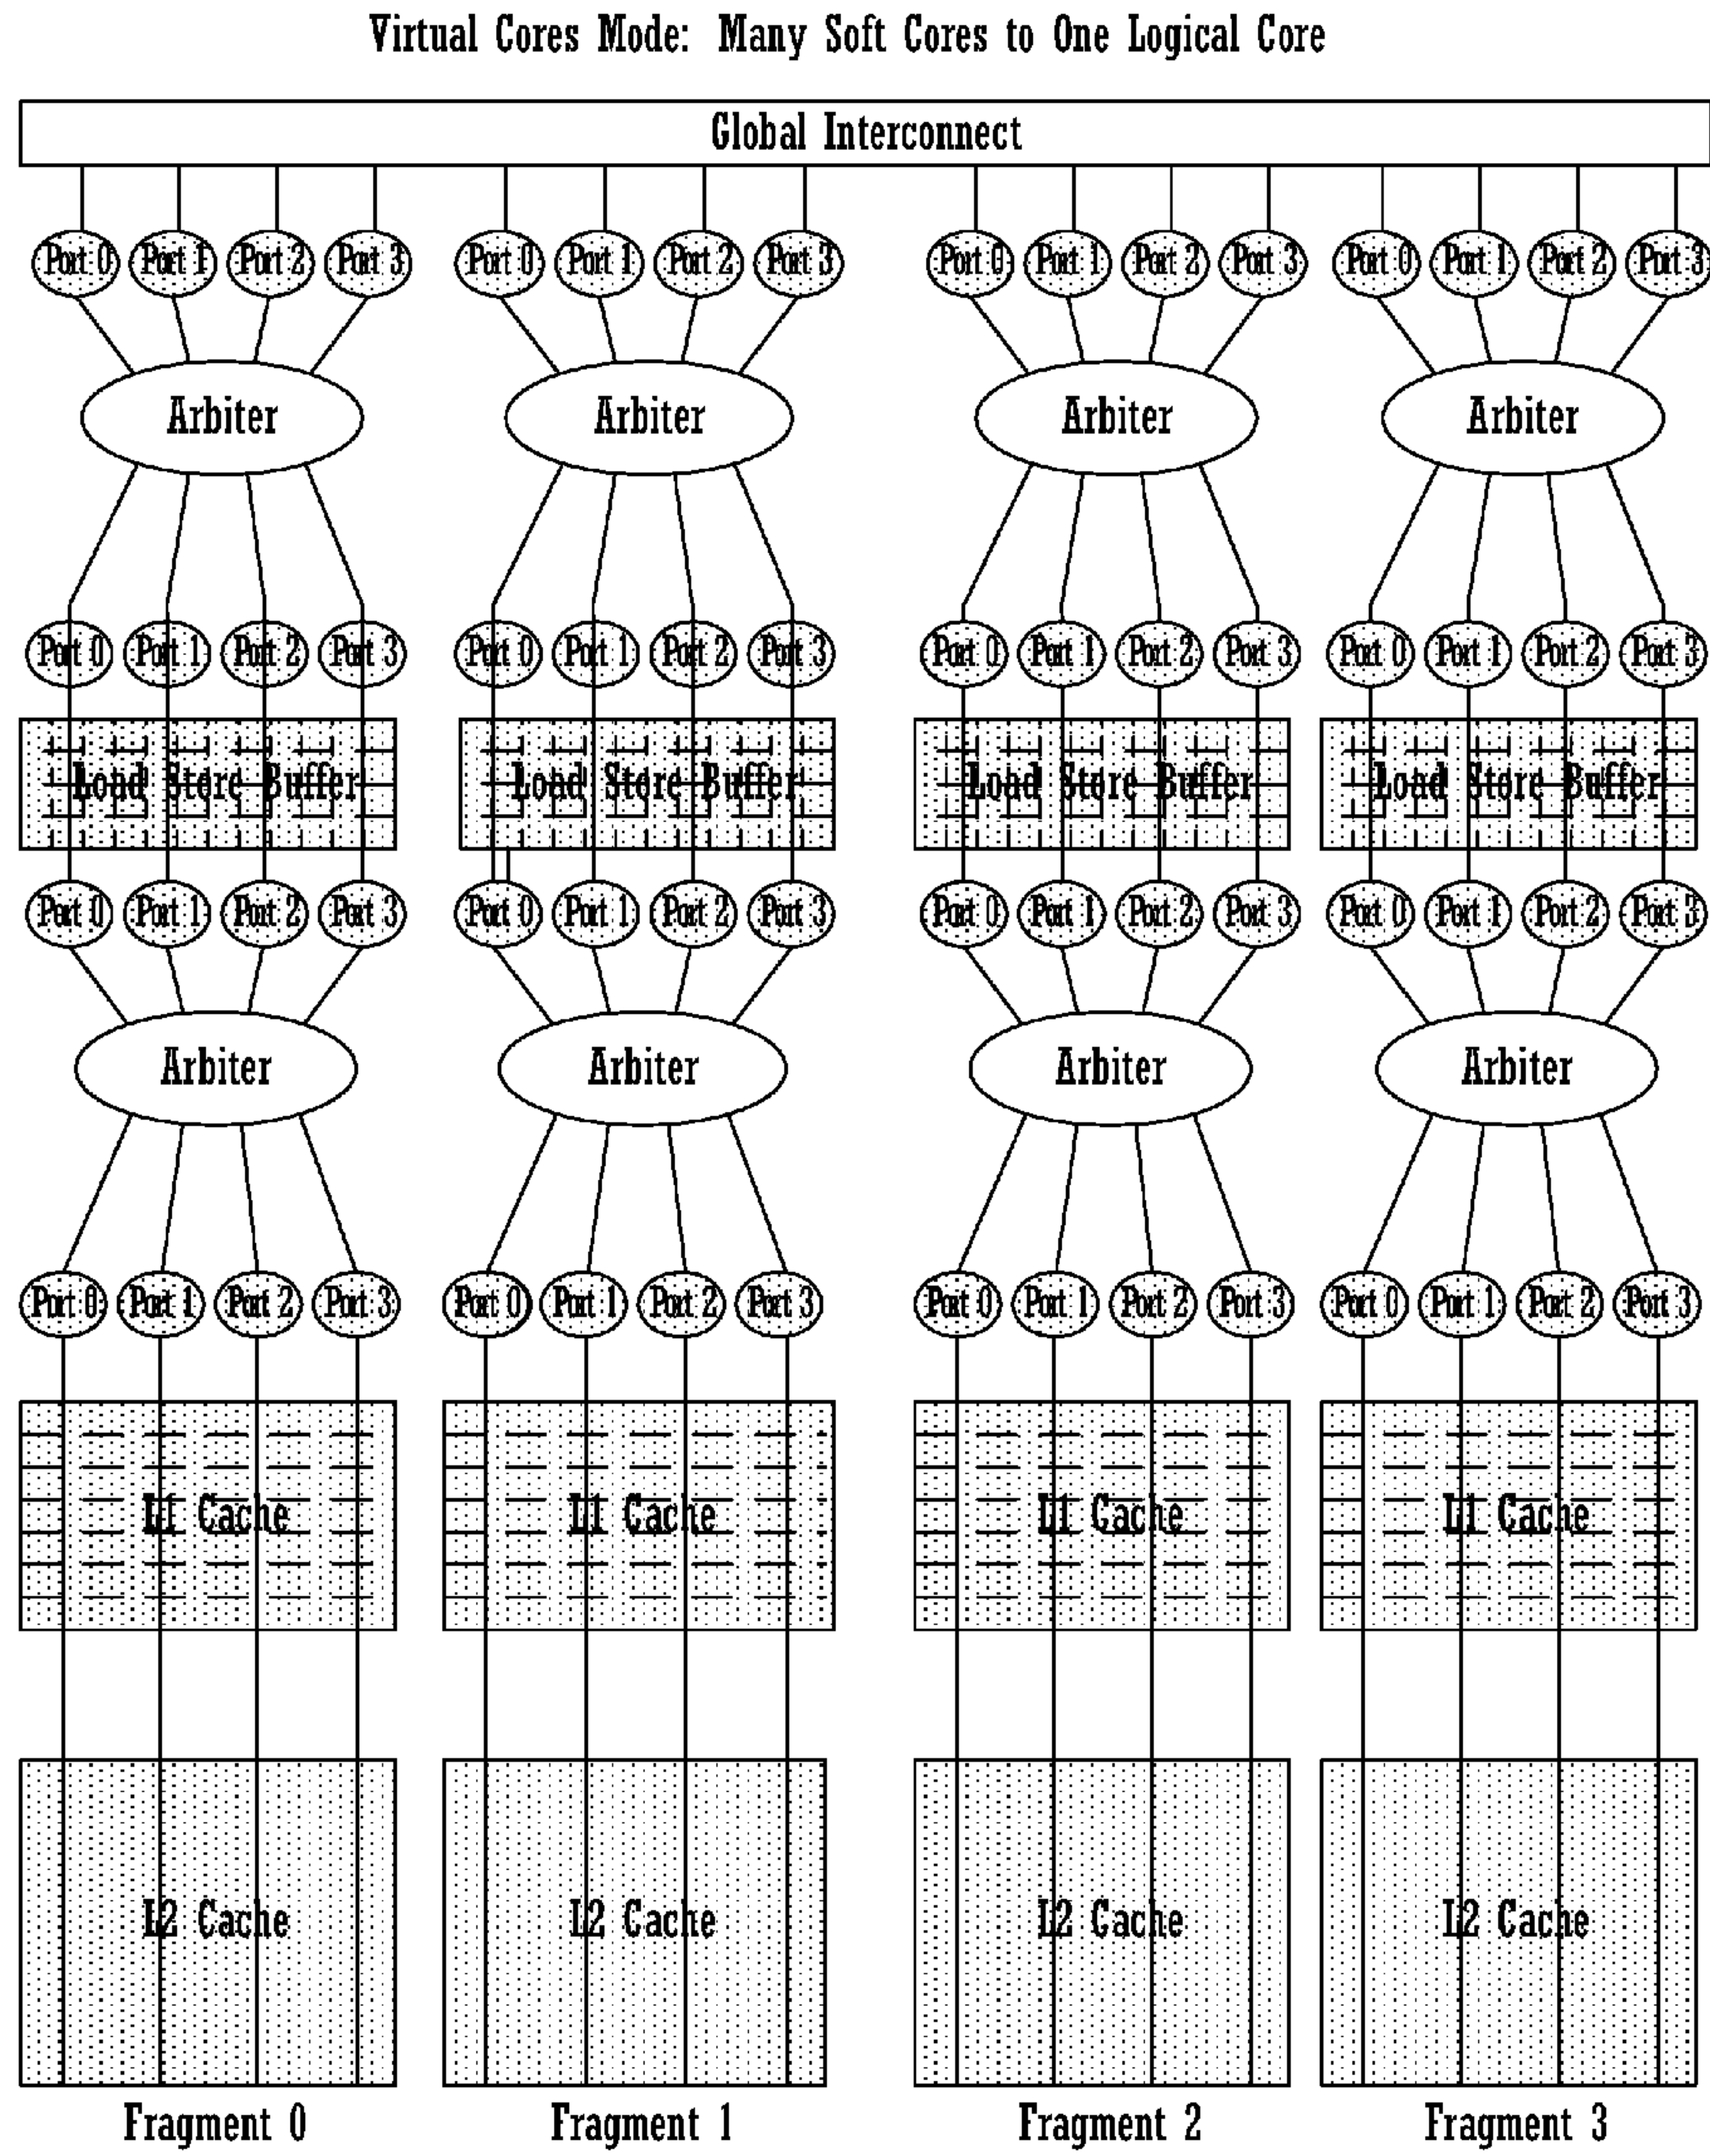 Virtual Cores Mode: Many Soft Cores to One Logical Core
Global Interconnect
Port 0 Port 1 Port 2 Port 3 Port 0 Port 1 Port 2 Port 3 Port 0 Port 1 Port 2 Port 3 Port 0 Port 1 Port 2 Port 3
Arbiter Arbiter Arbiter Arbiter
Port 0 Port 1 Port 2 Port 3 Port 0 Port 1 Port 2 Port 3 Port 0 Port 1 Port 2 Port 3 Port 0 Port 1 Port 2 Port 3
Load Store Buffer Load Store Buffer Load Store Buffer Load Store Buffer
Port 0 Port 1 Port 2 Port 3 Port 0 Port 1 Port 2 Port 3 Port 0 Port 1 Port 2 Port 3 Port 0 Port 1 Port 2 Port 3
Arbiter Arbiter Arbiter Arbiter
Port 0 Port 1 Port 2 Port 3 Port 0 Port 1 Port 2 Port 3 Port 0 Port 1 Port 2 Port 3 Port 0 Port 1 Port 2 Port 3
L1 Cache L1 Cache L1 Cache L1 Cache
L2 Cache L2 Cache L2 Cache L2 Cache
Fragment 0 Fragment 1 Fragment 2 Fragment 3